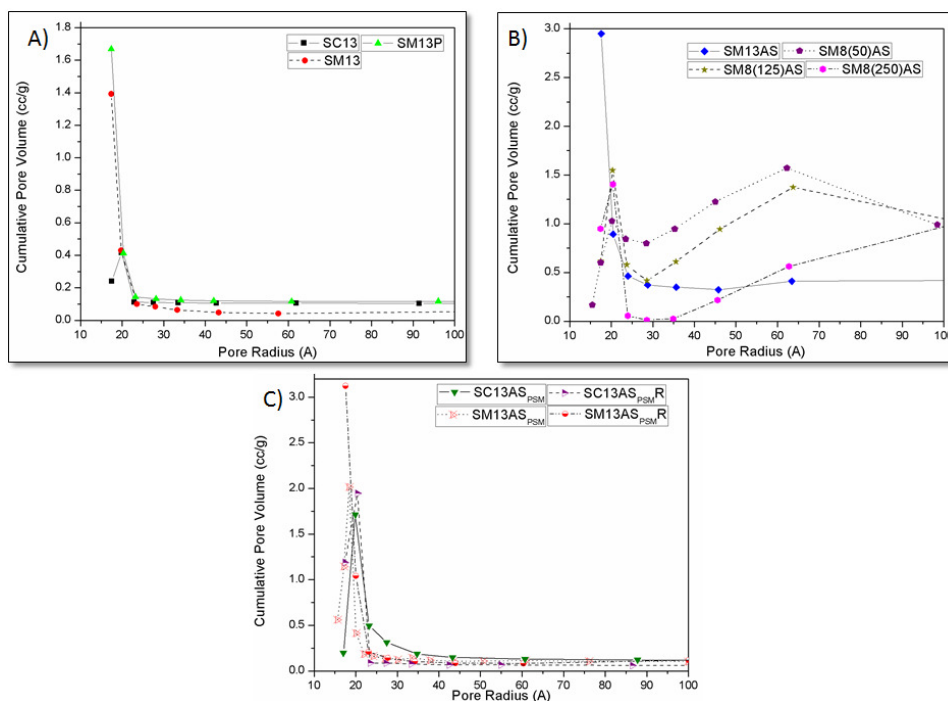 A)
SC13 SM13P
SM13
1.8
1.6
1.4
1.2
1.0
0.8
0.6
0.4
0.2
0.0
10 20 30 40 50 60 70 80 90 100
Cumulative Pore Volume (cc/g)
Pore Radius (A)
B)
SM13AS SM8(50)AS
SM8(125)AS SM8(250)AS
3.0
2.5
2.0
1.5
1.0
0.5
0.0
10 20 30 40 50 60 70 80 90 100
Cumulative Pore Volume (cc/g)
Pore Radius (A)
C)
SC13ASPSM SC13ASPSMR
SM13ASPSM SM13ASPSMR
3.0
2.5
2.0
1.5
1.0
0.5
0.0
10 20 30 40 50 60 70 80 90 100
Cumulative Pore Volume (cc/g)
Pore Radius (A)